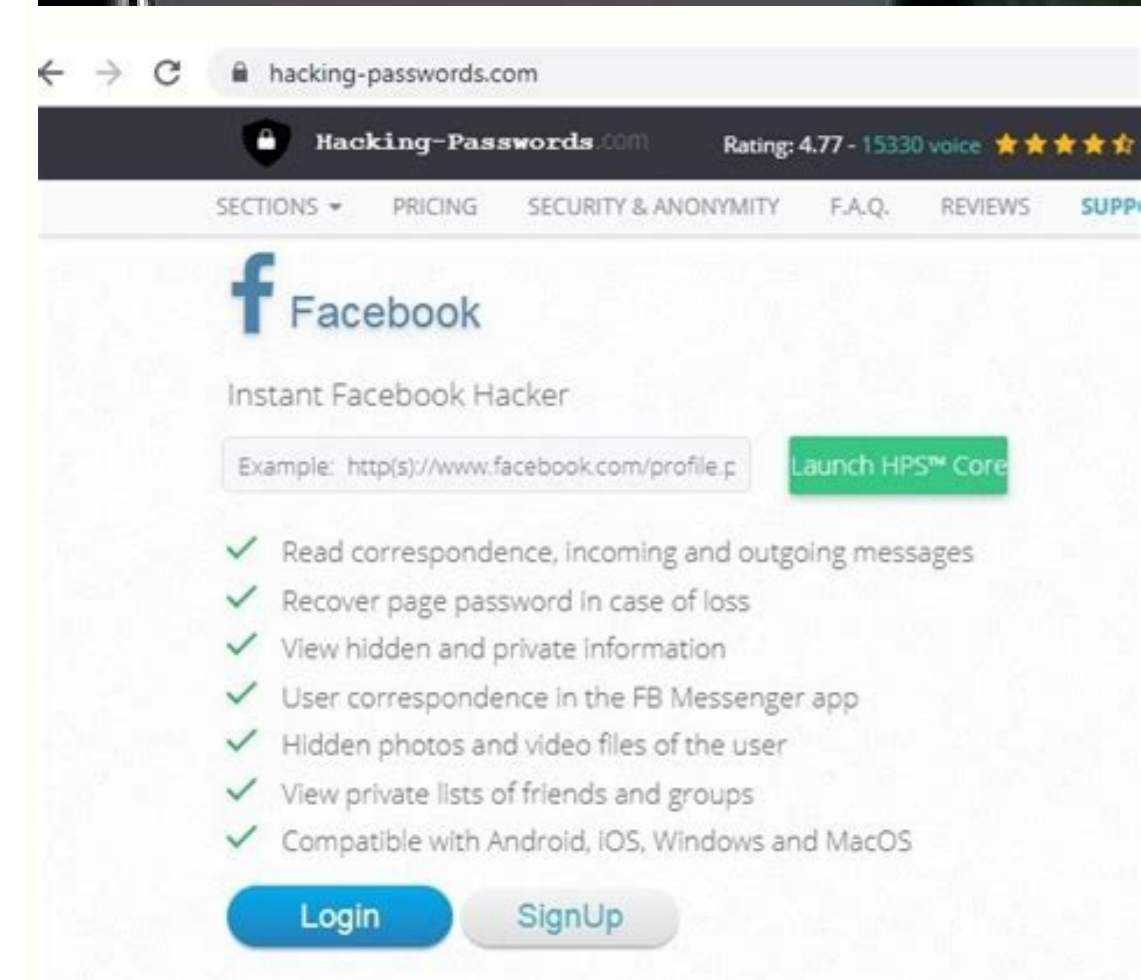 hacking-passwords.com
Hacking-Passwords.com Rating: 4.77 - 15330 voice
SECTIONS PRICING SECURITY & ANONYMITY F.A.Q. REVIEWS
f Facebook
Instant Facebook Hacker
Example: http(s)://www.facebook.com/profile.p Launch HPS™ Core
Read correspondence, incoming and outgoing messages
Recover page password in case of loss
View hidden and private information
User correspondence in the FB Messenger app
Hidden photos and video files of the user
View private lists of friends and groups
Compatible with Android, iOS, Windows and MacOS
Login SignUp